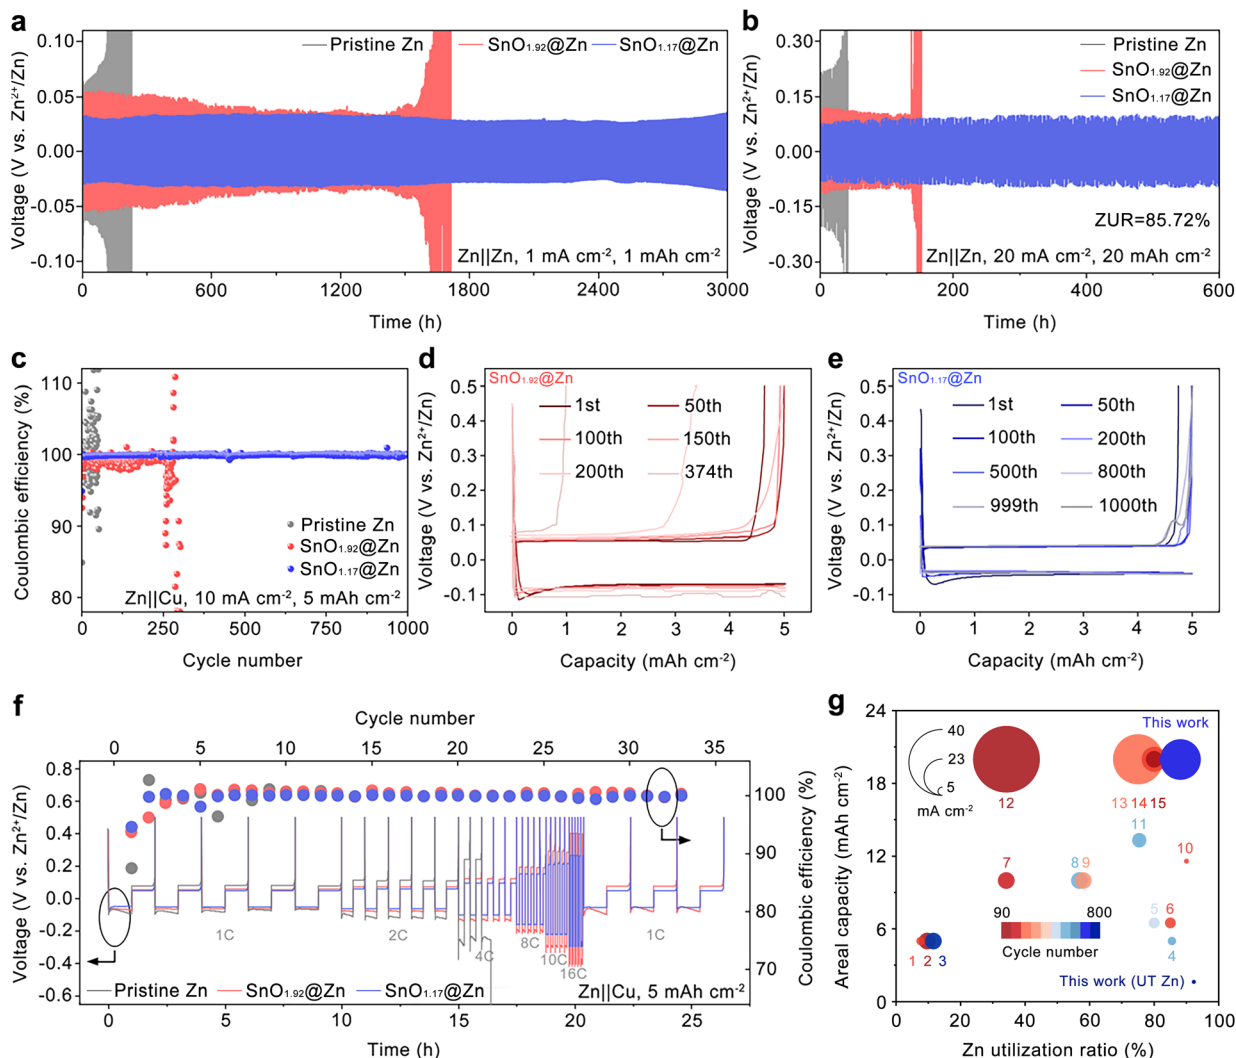 a
Pristine Zn
SnO1.92@Zn
SnO1.17@Zn
0.10
0.05
0.00
-0.05
-0.10
Voltage (V vs. Zn2+/Zn)
Zn||Zn, 1 mA cm-2, 1 mAh cm-2
0
600
1200
1800
2400
3000
Time (h)
b
Pristine Zn
SnO1.92@Zn
SnO1.17@Zn
0.30
0.15
0.00
-0.15
-0.30
Voltage (V vs. Zn2+/Zn)
ZUR=85.72%
Zn||Zn, 20 mA cm-2, 20 mAh cm-2
0
200
400
600
Time (h)
c
110
100
90
80
Coulombic efficiency (%)
Pristine Zn
SnO1.92@Zn
SnO1.17@Zn
Zn||Cu, 10 mA cm-2, 5 mAh cm-2
0
250
500
750
1000
Cycle number
d
SnO1.92@Zn
1st
50th
100th
150th
200th
374th
0.5
0.4
0.3
0.2
0.1
0.0
-0.1
Voltage (V vs. Zn2+/Zn)
0
1
2
3
4
5
Capacity (mAh cm-2)
e
SnO1.17@Zn
1st
50th
100th
200th
500th
800th
999th
1000th
0.5
0.4
0.3
0.2
0.1
0.0
-0.1
Voltage (V vs. Zn2+/Zn)
0
1
2
3
4
5
Capacity (mAh cm-2)
f
Cycle number
0
5
10
15
20
25
30
35
0.8
0.6
0.4
0.2
0.0
-0.2
-0.4
-0.6
Voltage (V vs. Zn2+/Zn)
100
90
80
70
Coulombic efficiency (%)
1C
2C
4C
8C
10C
16C
1C
Pristine Zn
SnO1.92@Zn
SnO1.17@Zn
Zn||Cu, 5 mAh cm-2
0
5
10
15
20
25
Time (h)
g
24
18
12
6
0
Areal capacity (mAh cm-2)
40
23
5
mA cm-2
This work
12
13
14
15
11
10
7
8
9
90
800
Cycle number
5
6
4
1
2
3
This work (UT Zn)
0
20
40
60
80
100
Zn utilization ratio (%)